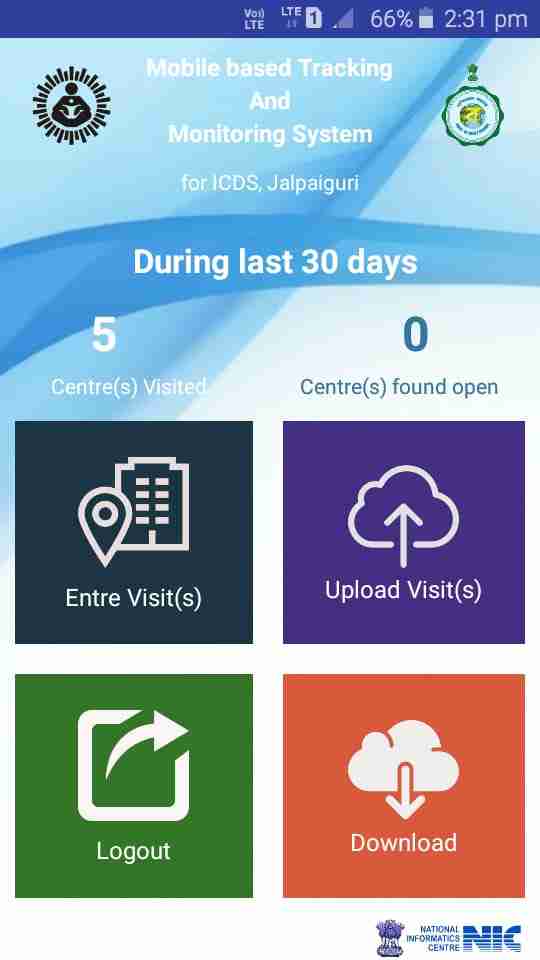 Vo))
LTE
LTE
1
66%
2:31 pm
Mobile based Tracking
And
Monitoring System
for ICDS, Jalpaiguri
During last 30 days
5
0
Centre(s) Visited
Centre(s) found open
Entre Visit(s)
Upload Visit(s)
Logout
Download
NATIONAL
INFORMATICS
CENTRE
NIC